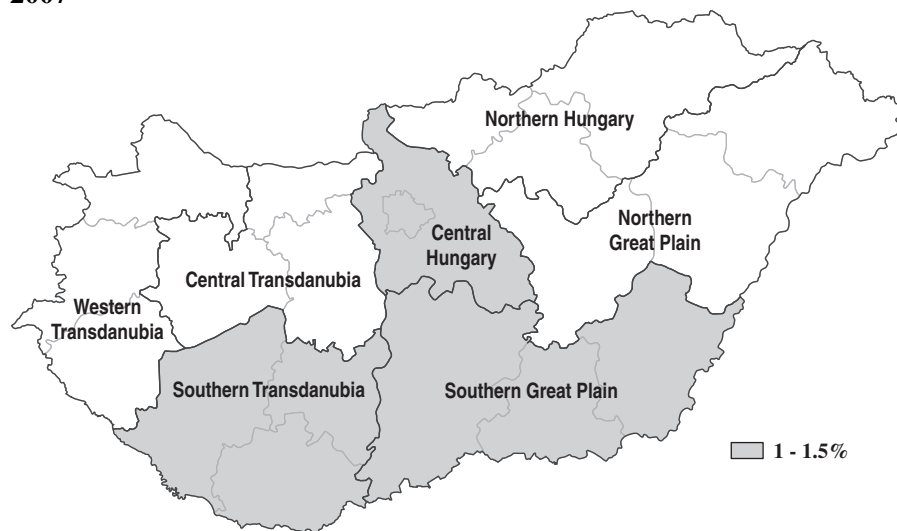 Northern Hungary
Northern
Great Plain
Central
Hungary
Central Transdanubia
Western
Transdanubia
Southern Transdanubia
Southern Great Plain
1 - 1.5%